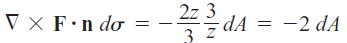 ∇ × F · n dσ = −(2z/3)(3/z) dA = −2 dA